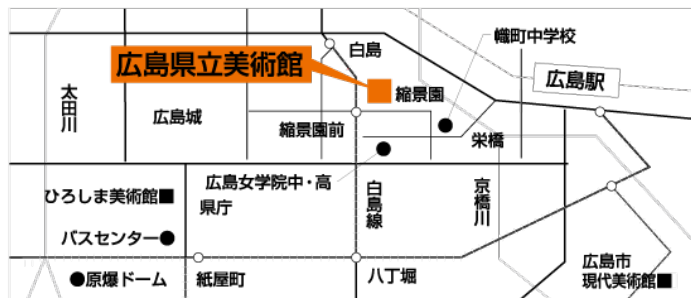 白島
幟町中学校
広島県立美術館
広島駅
太田川
縮景園
広島城
縮景園前
栄橋
広島女学院中・高
県庁
ひろしま美術館
白島線
京橋川
バスセンター
広島市
現代美術館
原爆ドーム
紙屋町
八丁堀